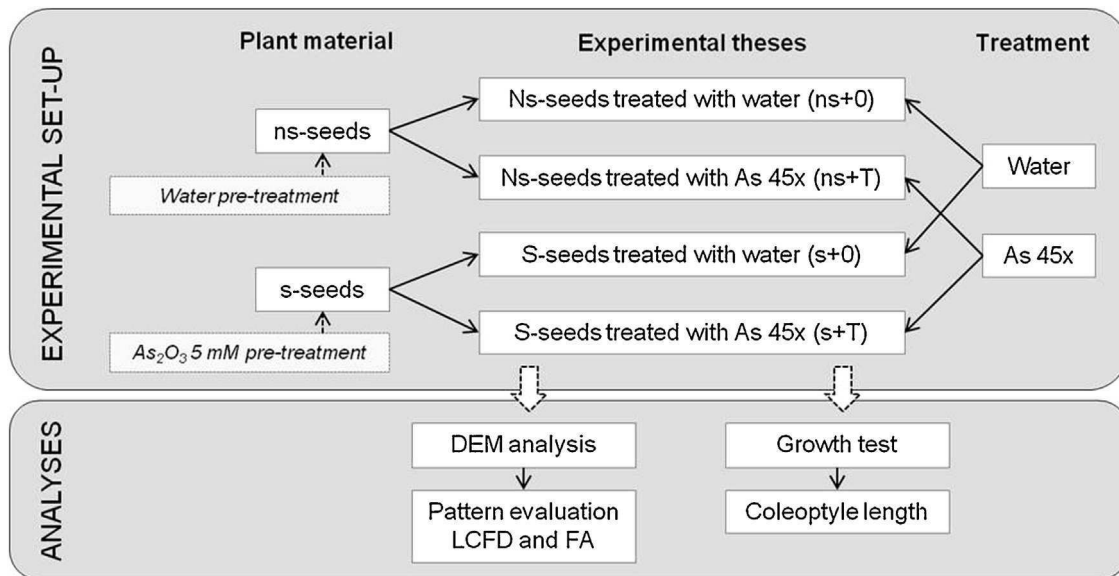 EXPERIMENTAL SET-UP
Plant material
Experimental theses
Treatment
ns-seeds
Water pre-treatment
s-seeds
As₂O₃ 5 mM pre-treatment
Ns-seeds treated with water (ns+0)
Ns-seeds treated with As 45x (ns+T)
S-seeds treated with water (s+0)
S-seeds treated with As 45x (s+T)
Water
As 45x
ANALYSES
DEM analysis
Pattern evaluation
LCFD and FA
Growth test
Coleoptyle length